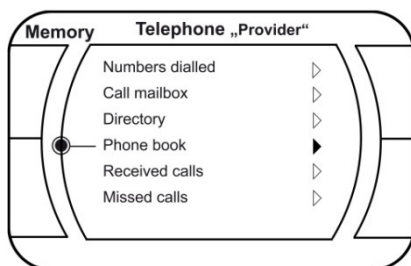 Memory
Telephone „Provider“
Numbers dialled
Call mailbox
Directory
Phone book
Received calls
Missed calls